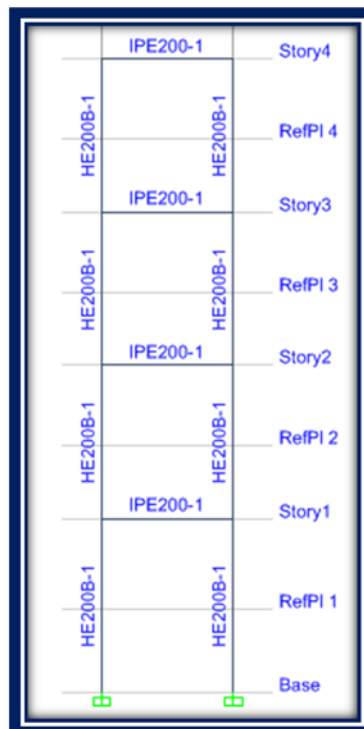 IPE200-1
Story4
HE200B-1
HE200B-1
RefPl 4
IPE200-1
Story3
HE200B-1
HE200B-1
RefPl 3
IPE200-1
Story2
HE200B-1
HE200B-1
RefPl 2
IPE200-1
Story1
HE200B-1
HE200B-1
RefPl 1
Base